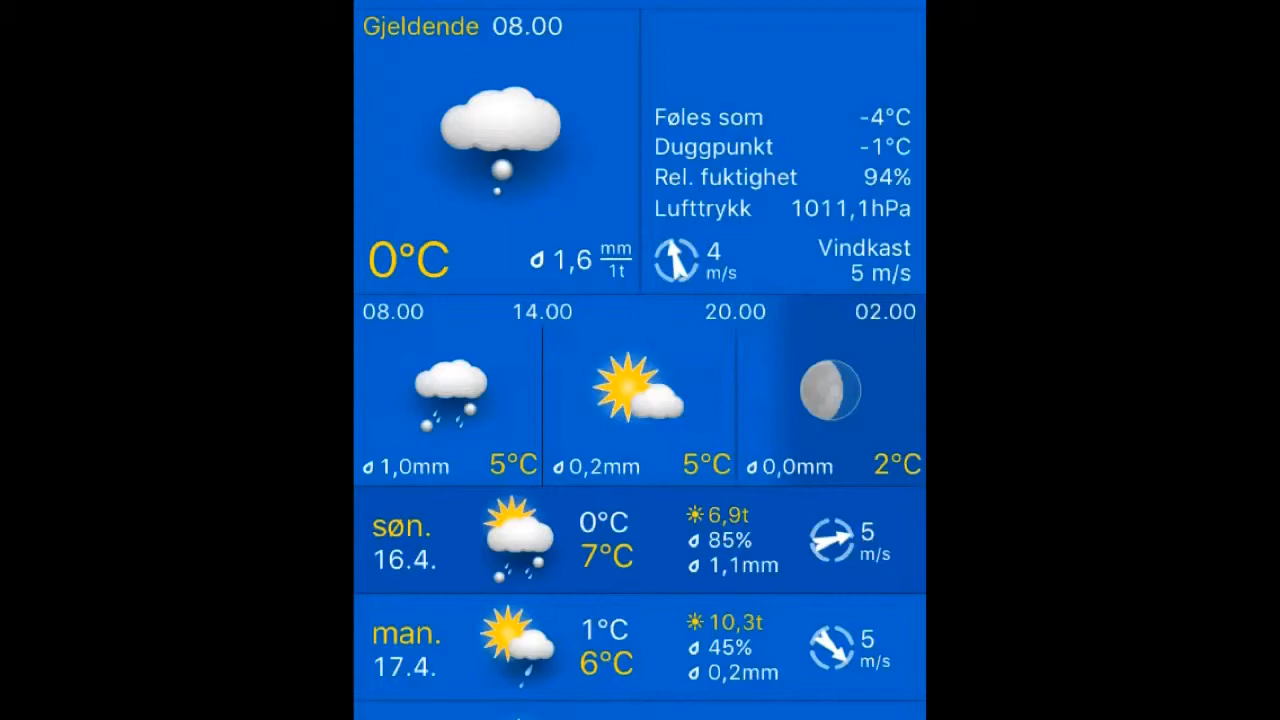 Gjeldende 08.00
Føles som -4°C
Duggpunkt -1°C
Rel. fuktighet 94%
Lufttrykk 1011,1hPa
0°C 1,6 mm/1t
4 m/s
Vindkast
5 m/s
08.00 14.00 20.00 02.00
1,0mm 5°C 0,2mm 5°C 0,0mm 2°C
søn.
16.4.
0°C
7°C
6,9t
85%
1,1mm
5
m/s
man.
17.4.
1°C
6°C
10,3t
45%
0,2mm
5
m/s